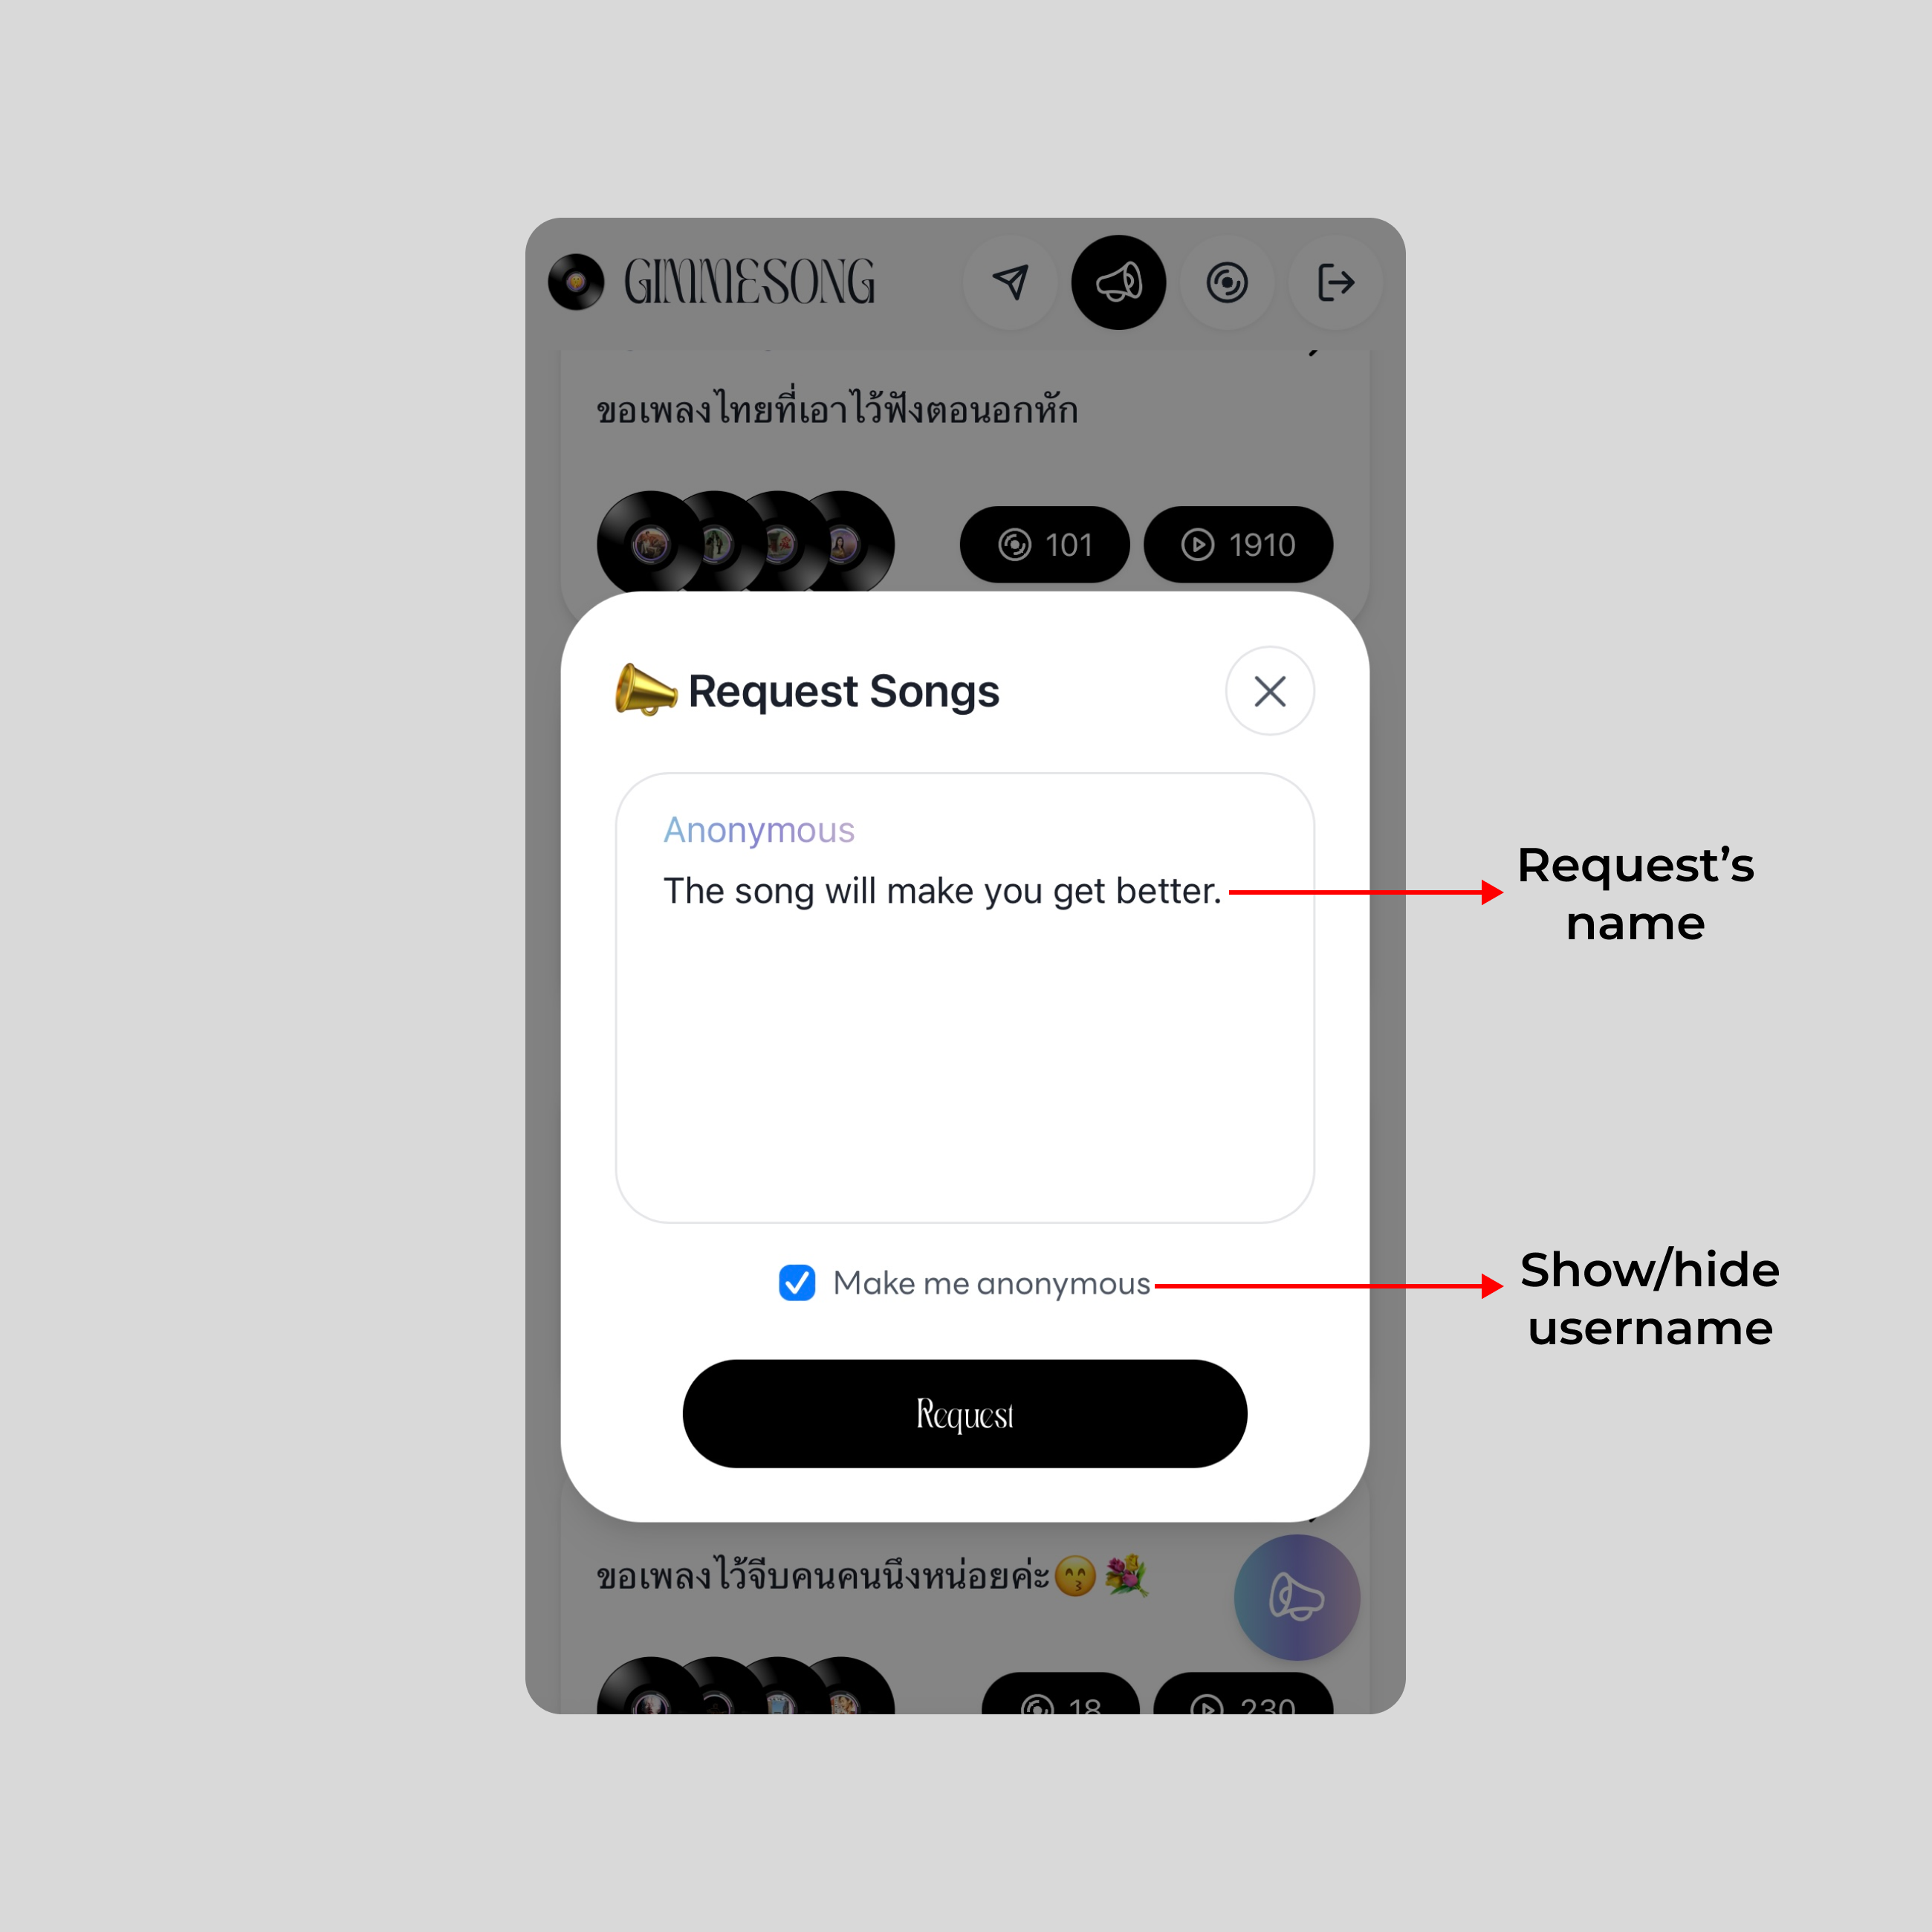 GIMMESONG
ขอเพลงไทยที่เอาไว้ฟังตอนอกหัก
101
1910
Request Songs
Anonymous
The song will make you get better.
Request's
name
Make me anonymous
Show/hide
username
Request
ขอเพลงไว้จีบคนคนนึงหน่อยค่ะ😙💐
18
230